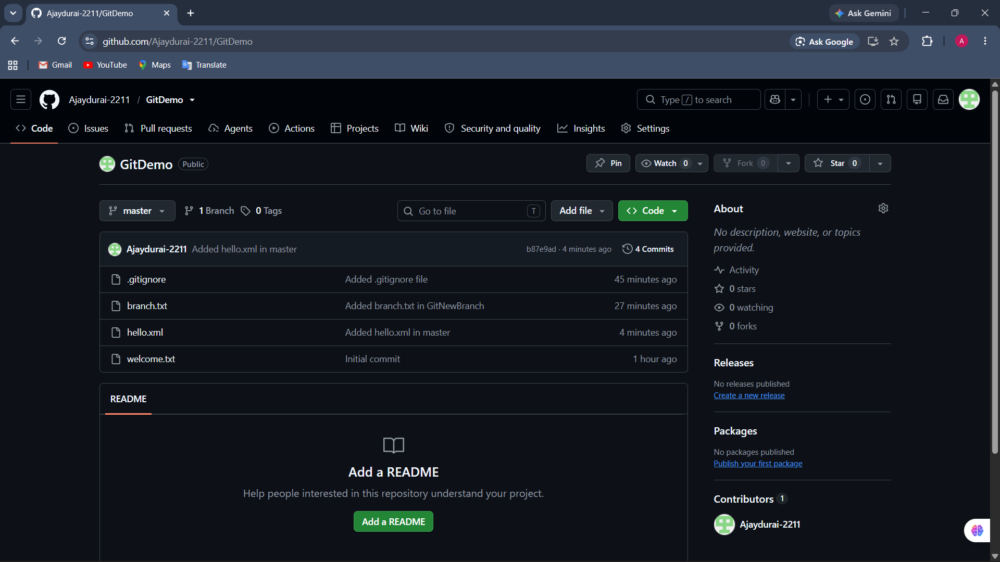 Ajaydurai-2211/GitDemo
Ask Gemini
github.com/Ajaydurai-2211/GitDemo
Ask Google
A
Gmail
YouTube
Maps
Translate
Ajaydurai-2211 / GitDemo
Type / to search
Code
Issues
Pull requests
Agents
Actions
Projects
Wiki
Security and quality
Insights
Settings
GitDemo Public
Pin
Watch 0
Fork 0
Star 0
master
1 Branch
0 Tags
Go to file T
Add file
Code
Ajaydurai-2211 Added hello.xml in master b87e9ad · 4 minutes ago 4 Commits
.gitignore Added .gitignore file 45 minutes ago
branch.txt Added branch.txt in GitNewBranch 27 minutes ago
hello.xml Added hello.xml in master 4 minutes ago
welcome.txt Initial commit 1 hour ago
README
Add a README
Help people interested in this repository understand your project.
Add a README
About
No description, website, or topics
provided.
Activity
0 stars
0 watching
0 forks
Releases
No releases published
Create a new release
Packages
No packages published
Publish your first package
Contributors 1
Ajaydurai-2211